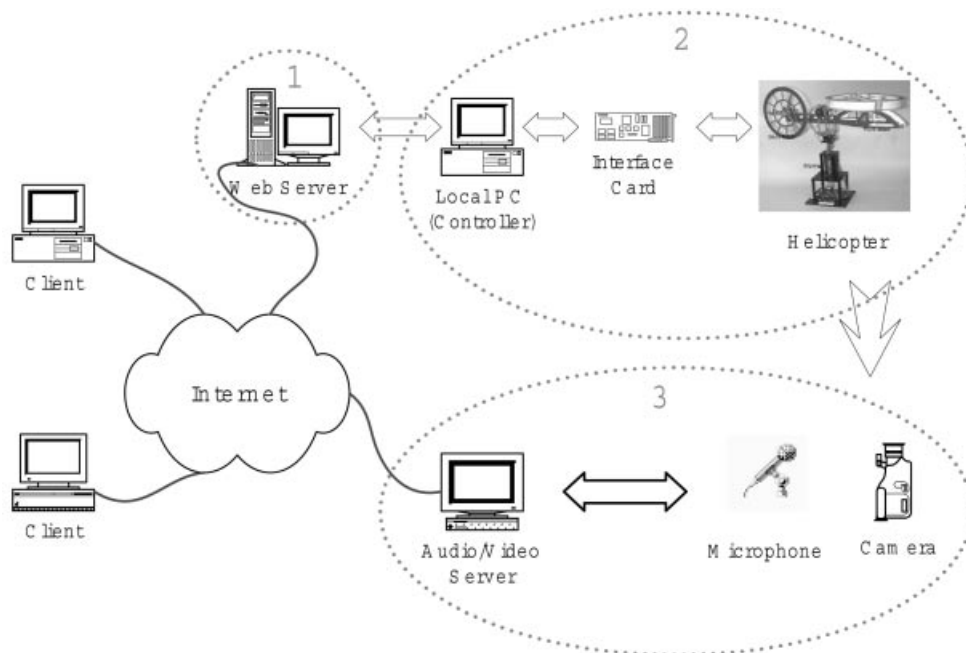 1
2
Web Server
Local PC
(Controller)
Interface
Card
Helicopter
Client
Internet
3
Client
Audio/Video
Server
Microphone
Camera